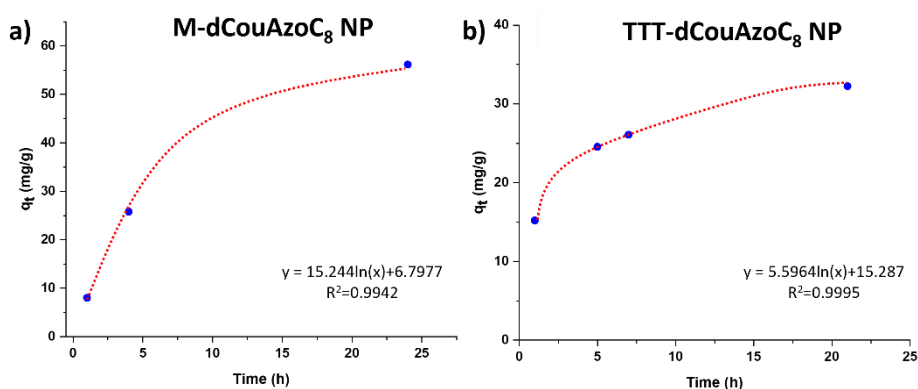 a)
M-dCouAzoC₈ NP
60
50
40
30
20
10
0
qt (mg/g)
0 5 10 15 20 25
Time (h)
y = 15.244ln(x)+6.7977
R²=0.9942
b)
TTT-dCouAzoC₈ NP
40
30
20
10
0
qt (mg/g)
0 5 10 15 20 25
Time (h)
y = 5.5964ln(x)+15.287
R²=0.9995